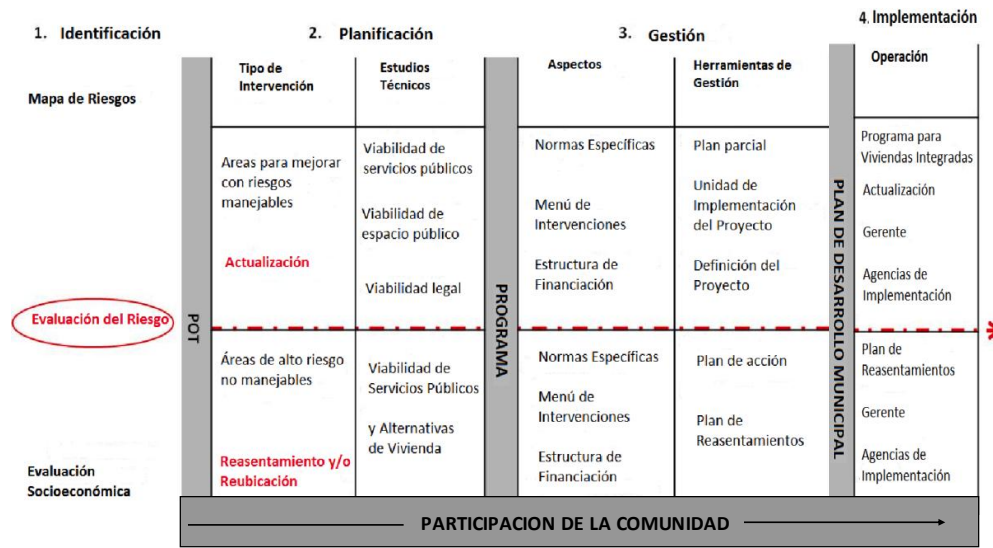 1. Identificación
2. Planificación
3. Gestión
4. Implementación
Mapa de Riesgos
Evaluación del Riesgo
Evaluación
Socioeconómica
POT
Tipo de
Intervención
Areas para mejorar
con riesgos
manejables
Actualización
Áreas de alto riesgo
no manejables
Reasentamiento y/o
Reubicación
Estudios
Técnicos
Viabilidad de
servicios públicos
Viabilidad de
espacio público
Viabilidad legal
Viabilidad de
Servicios Públicos
y Alternativas
de Vivienda
PROGRAMA
Aspectos
Normas Específicas
Menú de
Intervenciones
Estructura de
Financiación
Normas Específicas
Menú de
Intervenciones
Estructura de
Financiación
Herramientas de
Gestión
Plan parcial
Unidad de
Implementación
del Proyecto
Definición del
Proyecto
Plan de acción
Plan de
Reasentamientos
PLAN DE DESARROLLO MUNICIPAL
Operación
Programa para
Viviendas Integradas
Actualización
Gerente
Agencias de
Implementación
Plan de
Reasentamientos
Gerente
Agencias de
Implementación
PARTICIPACION DE LA COMUNIDAD